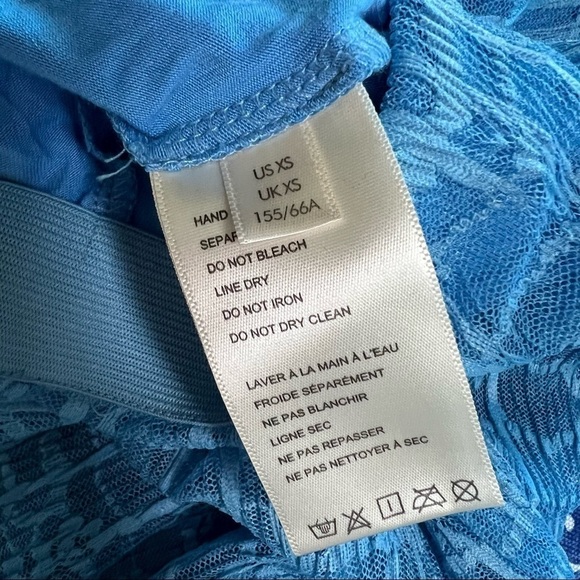 US XS
UK XS
155/66A
HAND
SEPAR
DO NOT BLEACH
LINE DRY
DO NOT IRON
DO NOT DRY CLEAN
LAVER À LA MAIN À L'EAU
FROIDE SÉPARÉMENT
NE PAS BLANCHIR
LIGNE SEC
NE PAS REPASSER
NE PAS NETTOYER À SEC